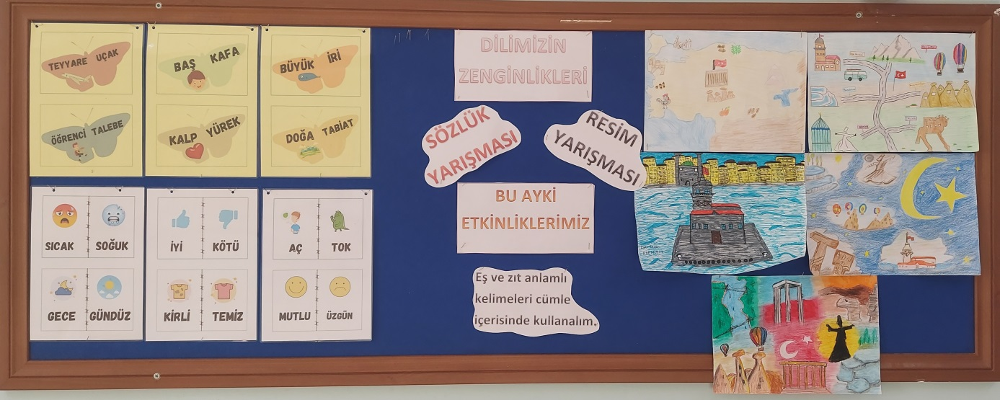 TEYYARE UÇAK
BAŞ KAFA
BÜYÜK İRİ
ÖĞRENCİ TALEBE
KALP YÜREK
DOĞA TABİAT
SICAK SOĞUK
İYİ KÖTÜ
AÇ TOK
GECE GÜNDÜZ
KİRLİ TEMİZ
MUTLU ÜZGÜN
DİLİMİZİN
ZENGİNLİKLERİ
SÖZLÜK
YARIŞMASI
RESİM
YARIŞMASI
BU AYKİ
ETKİNLİKLERİMİZ
Eş ve zıt anlamlı
kelimeleri cümle
içerisinde kullanalım.